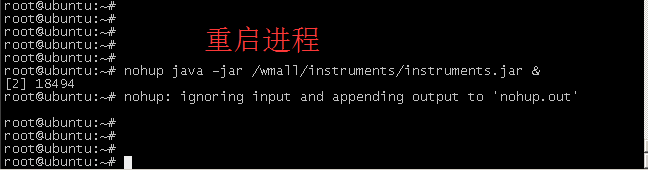 root@ubuntu:~#
root@ubuntu:~#
root@ubuntu:~#
root@ubuntu:~#
重启进程
root@ubuntu:~#
root@ubuntu:~# nohup java -jar /wmall/instruments/instruments.jar &
[2] 18494
root@ubuntu:~# nohup: ignoring input and appending output to 'nohup.out'
root@ubuntu:~#
root@ubuntu:~#
root@ubuntu:~#
root@ubuntu:~#